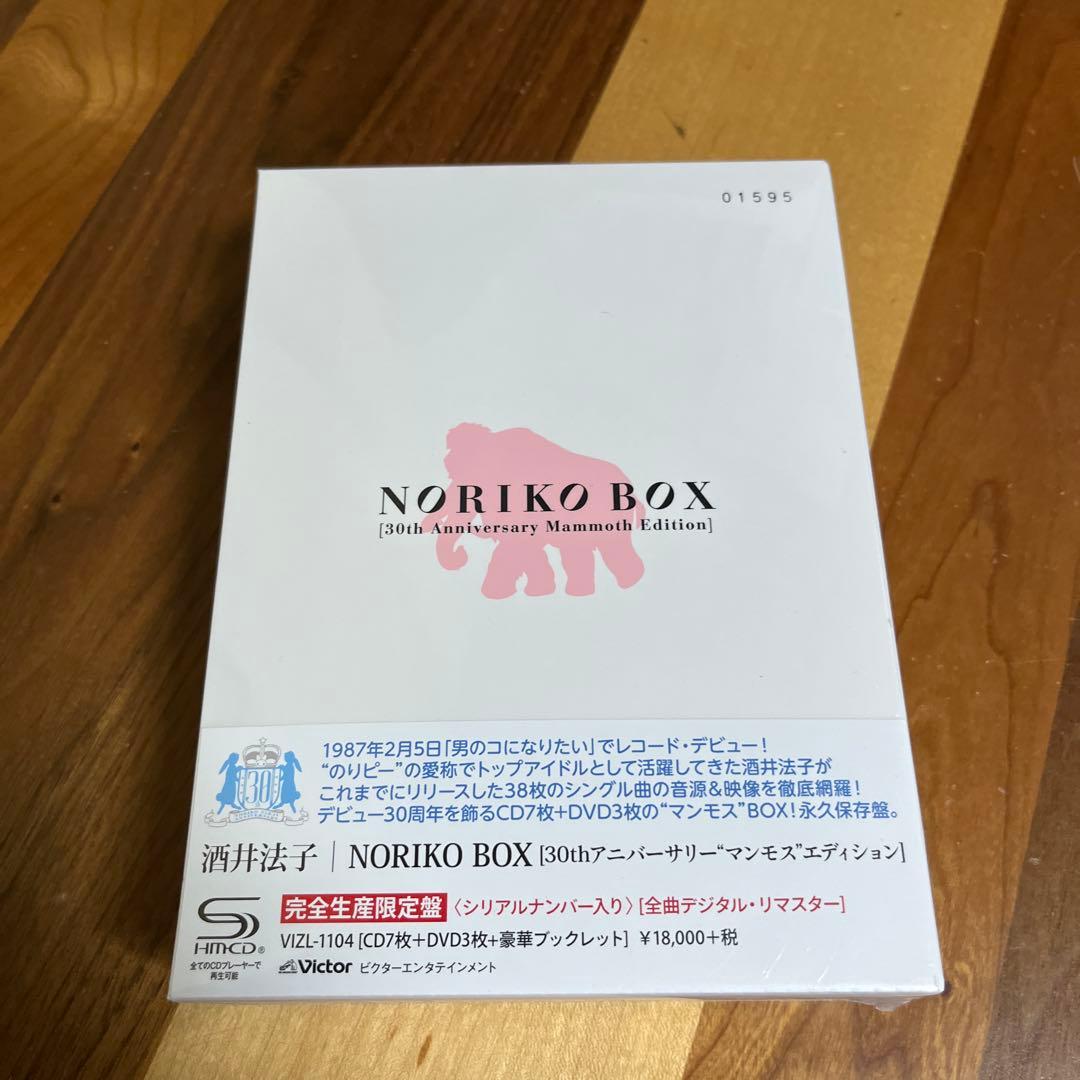 01595
NORIKO BOX
[30th Anniversary Mammoth Edition]
1987年2月5日「男のコになりたい」でレコード・デビュー!
“のりピー”の愛称でトップアイドルとして活躍してきた酒井法子が
これまでにリリースした38枚のシングル曲の音源&映像を徹底網羅!
デビュー30周年を飾るCD7枚+DVD3枚の“マンモス”BOX!永久保存盤。
30
酒井法子 | NORIKO BOX [30thアニバーサリー“マンモス”エディション]
完全生産限定盤 〈シリアルナンバー入り〉 [全曲デジタル・リマスター]
HMCD®
VIZL-1104 [CD7枚+DVD3枚+豪華ブックレット] ¥18,000+税
全てのCDプレーヤーで
再生可能
Victor ビクターエンタテインメント